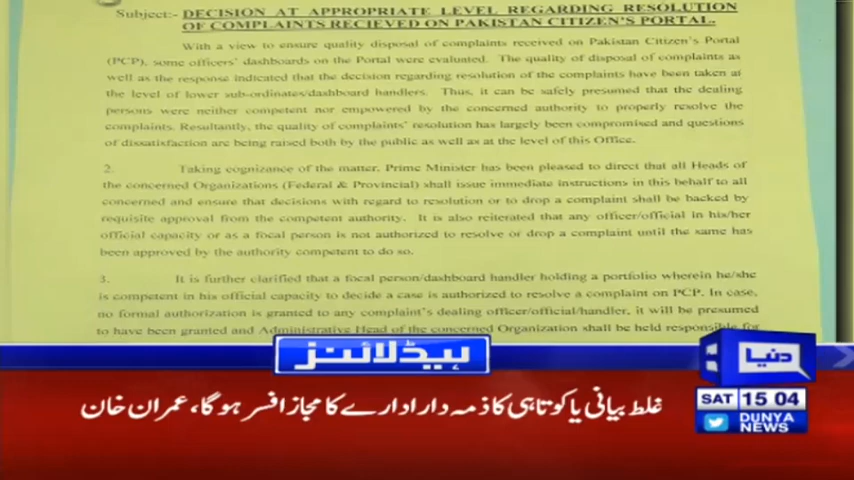 Subject:- DECISION AT APPROPRIATE LEVEL REGARDING RESOLUTION
OF COMPLAINTS RECIEVED ON PAKISTAN CITIZEN'S PORTAL.
With a view to ensure quality disposal of complaints received on Pakistan Citizen's Portal
(PCP), some officers' dashboards on the Portal were evaluated. The quality of disposal of complaints as
well as the response indicated that the decision regarding resolution of the complaints have been taken at
the level of lower sub-ordinates/dashboard handlers. Thus, it can be safely presumed that the dealing
persons were neither competent nor empowered by the concerned authority to properly resolve the
complaints. Resultantly, the quality of complaints' resolution has largely been compromised and questions
of dissatisfaction are being raised both by the public as well as at the level of this Office.
2. Taking cognizance of the matter, Prime Minister has been pleased to direct that all Heads of
the concerned Organizations (Federal & Provincial) shall issue immediate instructions in this behalf to all
concerned and ensure that decisions with regard to resolution or to drop a complaint shall be backed by
requisite approval from the competent authority. It is also reiterated that any officer/official in his/her
official capacity or as a focal person is not authorized to resolve or drop a complaint until the same has
been approved by the authority competent to do so.
3. It is further clarified that a focal person/dashboard handler holding a portfolio wherein he/she
is competent in his official capacity to decide a case is authorized to resolve a complaint on PCP. In case,
no formal authorization is granted to any complaint's dealing officer/official/handler, it will be presumed
to have been granted and Administrative Head of the concerned Organization shall be held responsible for
ہیڈلائنز
دنیا
غلط بیانی یا کوتاہی کا ذمہ دار ادارے کا مجاز افسر ہو گا، عمران خان
SAT 15 04
DUNYA
NEWS